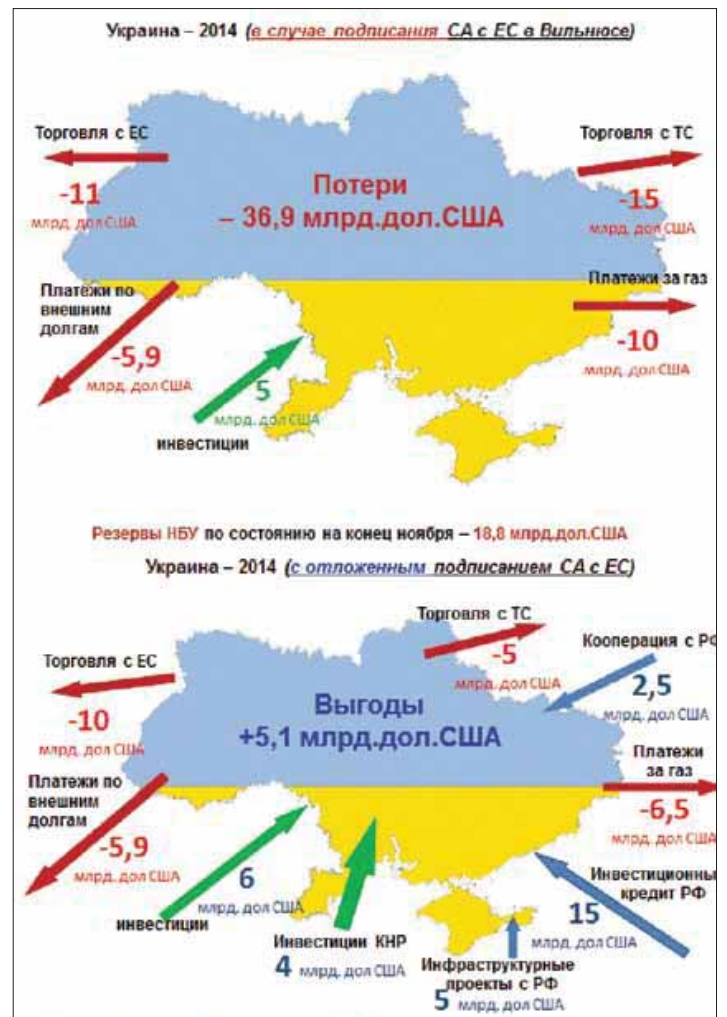 Украина – 2014 (в случае подписания СА с ЕС в Вильнюсе)
Торговля с ЕС
-11
млрд. дол США
Торговля с ТС
-15
млрд. дол США
Потери
– 36,9 млрд.дол.США
Платежи по
внешним
долгам
-5,9
млрд. дол США
Платежи за газ
-10
млрд. дол США
5
млрд. дол США
инвестиции
Резервы НБУ по состоянию на конец ноября – 18,8 млрд.дол.США
Украина – 2014 (с отложенным подписанием СА с ЕС)
Торговля с ТС
-5
млрд. дол США
Кооперация с РФ
2,5
млрд. дол США
Торговля с ЕС
-10
млрд. дол США
Выгоды
+5,1 млрд.дол.США
Платежи
за газ
-6,5
млрд. дол США
Платежи по
внешним
долгам
-5,9
млрд. дол США
6
млрд. дол США
инвестиции
Инвестиции КНР
4 млрд. дол США
Инвестиционны
кредит РФ
15
млрд. дол США
Инфраструктурные
проекты с РФ
5 млрд. дол США